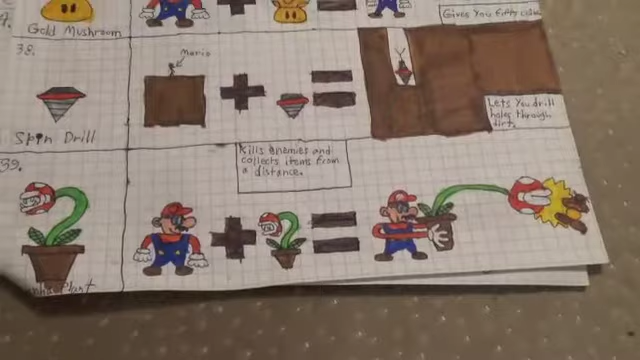 Gold Mushroom
Gives You fifty coins
38.
Mario
Spin Drill
Lets You drill
holes through
dirt.
39.
Kills enemies and
collects items from
a distance.